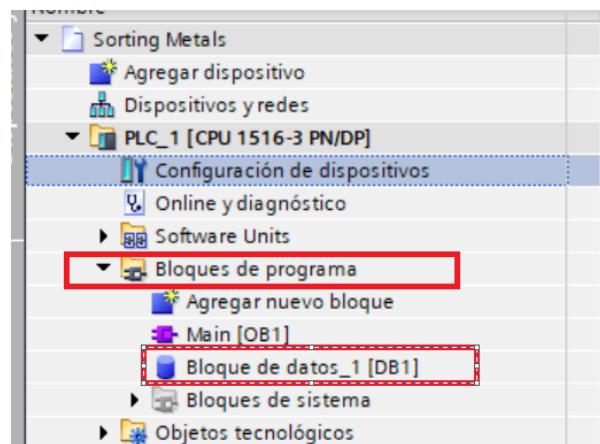 Nombre
Sorting Metals
Agregar dispositivo
Dispositivos y redes
PLC_1 [CPU 1516-3 PN/DP]
Configuración de dispositivos
Online y diagnóstico
Software Units
Bloques de programa
Agregar nuevo bloque
Main [OB1]
Bloque de datos_1 [DB1]
Bloques de sistema
Objetos tecnológicos